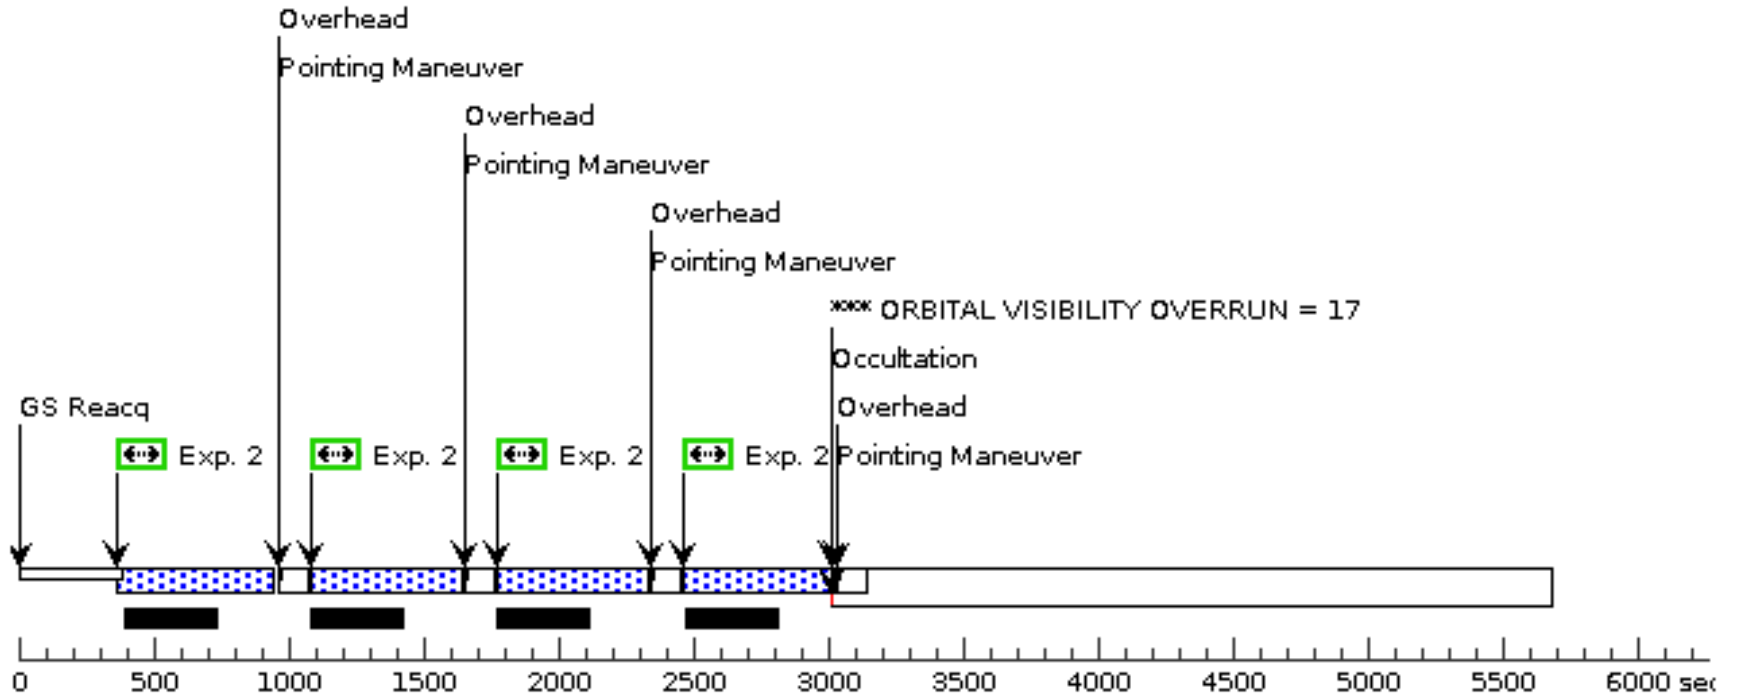 Overhead
Pointing Maneuver
Overhead
Pointing Maneuver
Overhead
Pointing Maneuver
*** ORBITAL VISIBILITY OVERRUN = 17
Occultation
GS Reacq Overhead
Exp. 2 Exp. 2 Exp. 2 Exp. 2 Pointing Maneuver
0 500 1000 1500 2000 2500 3000 3500 4000 4500 5000 5500 6000 sec